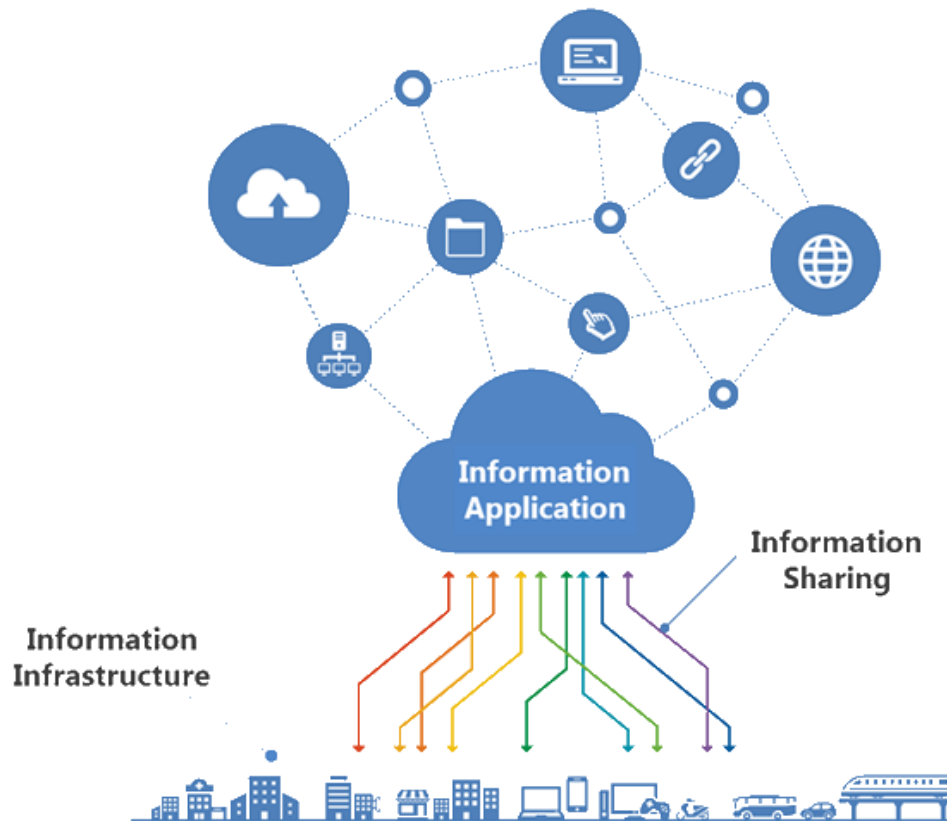 Information
Application
Information
Sharing
Information
Infrastructure